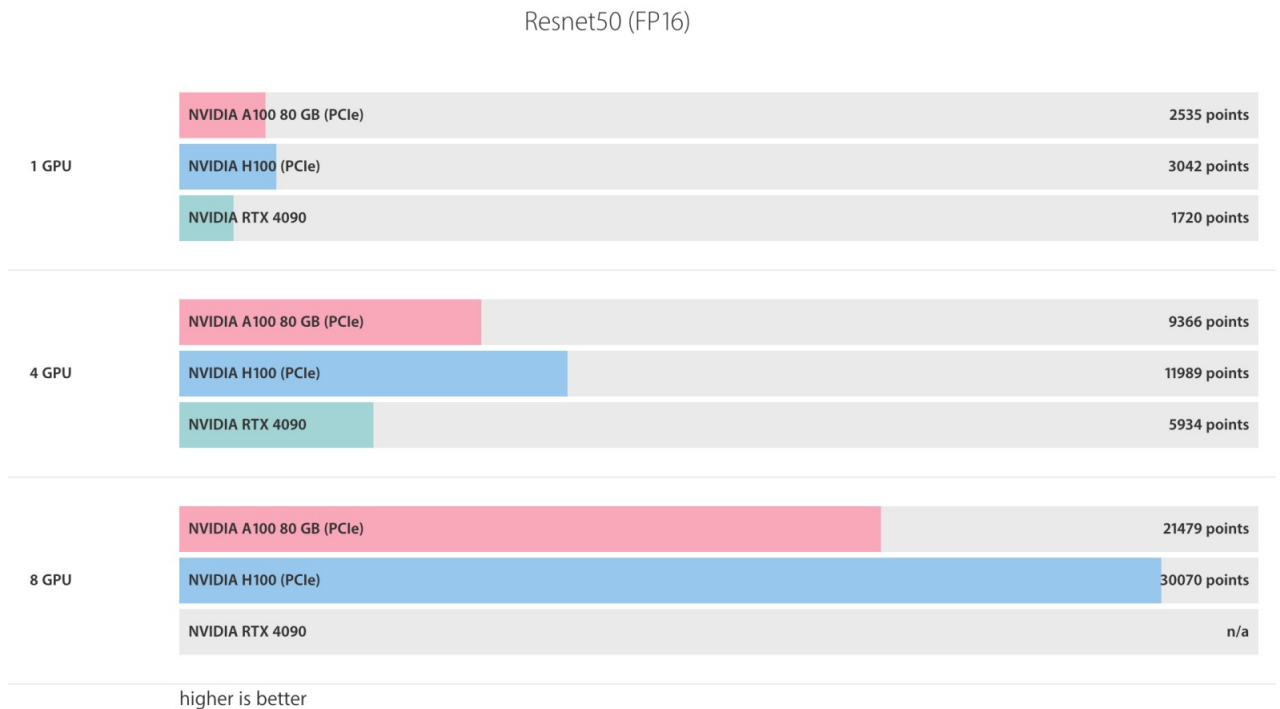 Resnet50 (FP16)
NVIDIA A100 80 GB (PCIe) 2535 points
1 GPU NVIDIA H100 (PCIe) 3042 points
NVIDIA RTX 4090 1720 points
NVIDIA A100 80 GB (PCIe) 9366 points
4 GPU NVIDIA H100 (PCIe) 11989 points
NVIDIA RTX 4090 5934 points
NVIDIA A100 80 GB (PCIe) 21479 points
8 GPU NVIDIA H100 (PCIe) 30070 points
NVIDIA RTX 4090 n/a
higher is better